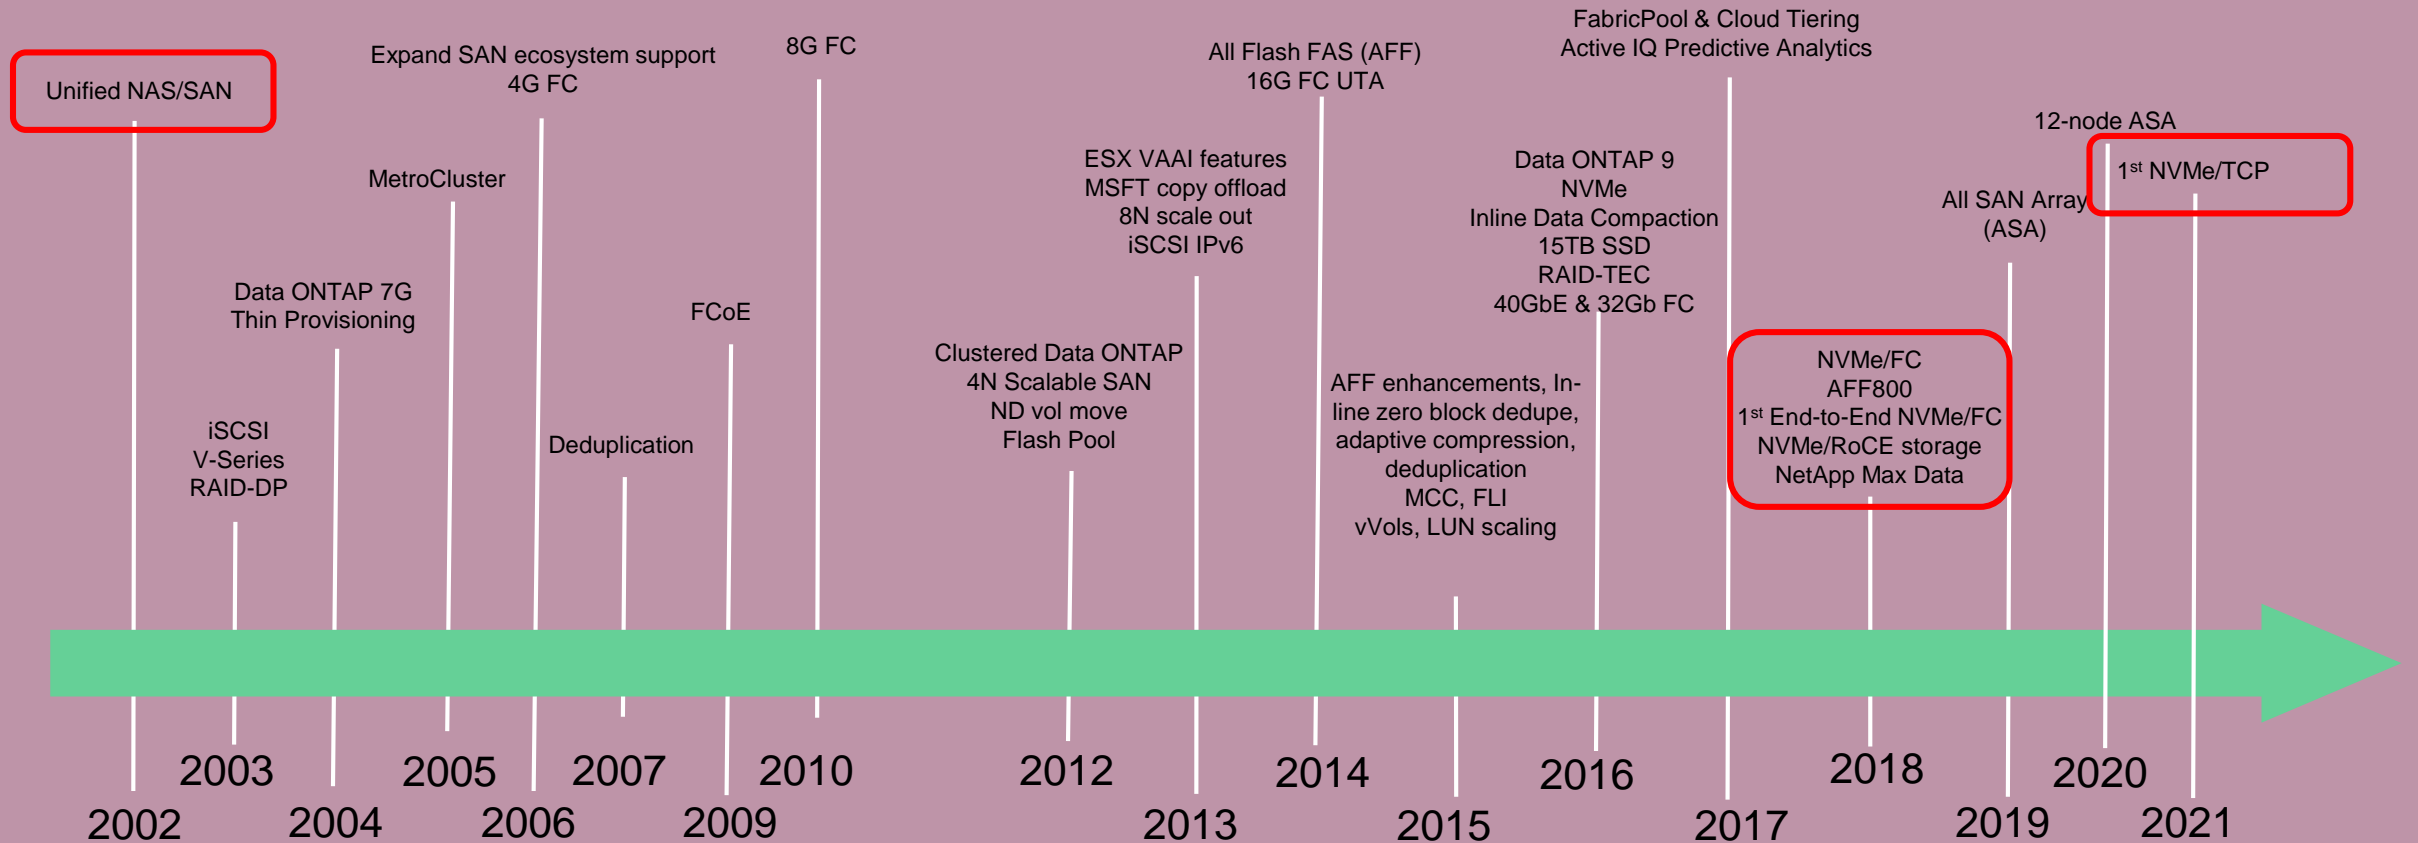 Unified NAS/SAN
iSCSI
V-Series
RAID-DP
Data ONTAP 7G
Thin Provisioning
MetroCluster
Expand SAN ecosystem support
4G FC
Deduplication
FCoE
8G FC
Clustered Data ONTAP
4N Scalable SAN
ND vol move
Flash Pool
ESX VAAI features
MSFT copy offload
8N scale out
iSCSI IPv6
All Flash FAS (AFF)
16G FC UTA
AFF enhancements, In-
line zero block dedupe,
adaptive compression,
deduplication
MCC, FLI
vVols, LUN scaling
Data ONTAP 9
NVMe
Inline Data Compaction
15TB SSD
RAID-TEC
40GbE & 32Gb FC
FabricPool & Cloud Tiering
Active IQ Predictive Analytics
NVMe/FC
AFF800
1st End-to-End NVMe/FC
NVMe/RoCE storage
NetApp Max Data
All SAN Array
(ASA)
12-node ASA
1st NVMe/TCP
2002
2003
2004
2005
2006
2007
2009
2010
2012
2013
2014
2015
2016
2017
2018
2019
2020
2021